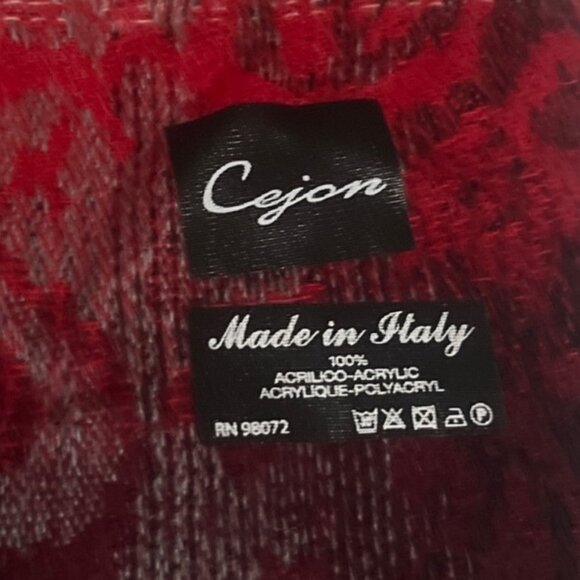 Cejon
Made in Italy
100%
ACRILICO-ACRYLIC
ACRYLIQUE-POLYACRYL
RN 98072
P